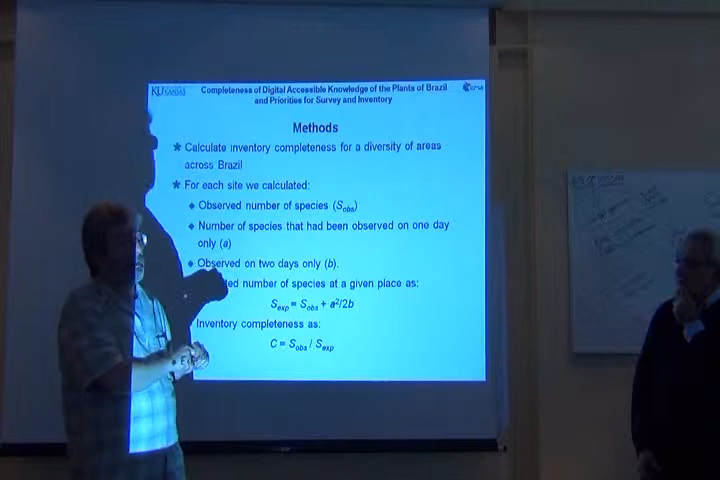 KU KANSAS
Completeness of Digital Accessible Knowledge of the Plants of Brazil
and Priorities for Survey and Inventory
Methods
Calculate inventory completeness for a diversity of areas
across Brazil
For each site we calculated:
Observed number of species (Sobs)
Number of species that had been observed on one day
only (a)
Observed on two days only (b).
number of species at a given place as:
Sexp = Sobs + a²/2b
Inventory completeness as:
C = Sobs / Sexp